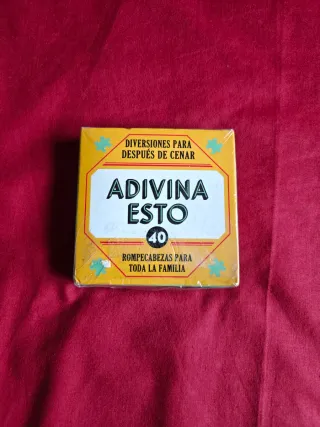 DIVERSIONES PARA
DESPUÉS DE CENAR
ADIVINA
ESTO
40
ROMPECABEZAS PARA
TODA LA FAMILIA